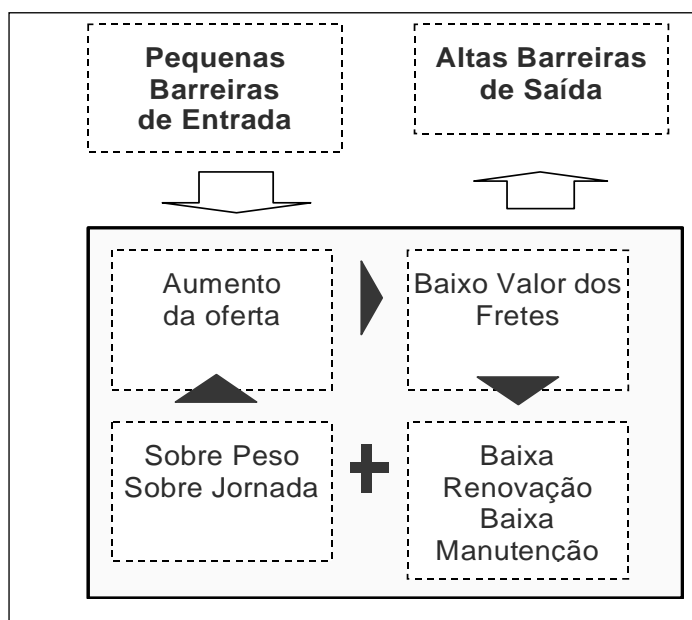 Pequenas
Barreiras
de Entrada
Altas Barreiras
de Saída
Aumento
da oferta
Baixo Valor dos
Fretes
Sobre Peso
Sobre Jornada
+
Baixa
Renovação
Baixa
Manutenção